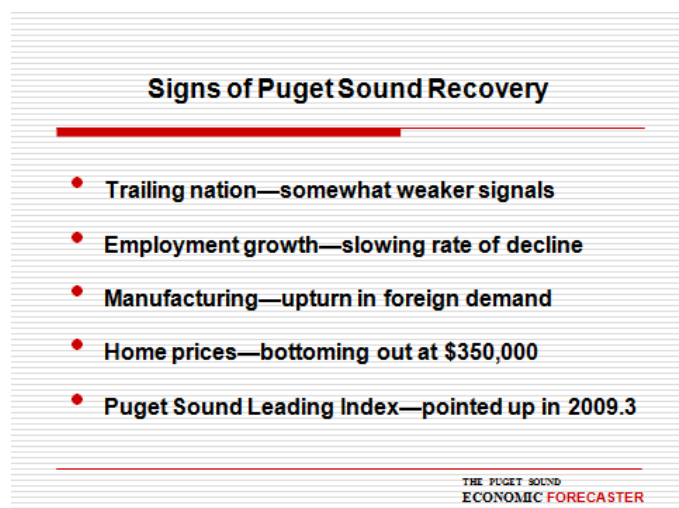 Signs of Puget Sound Recovery
Trailing nation—somewhat weaker signals
Employment growth—slowing rate of decline
Manufacturing—upturn in foreign demand
Home prices—bottoming out at $350,000
Puget Sound Leading Index—pointed up in 2009.3
THE PUGET SOUND
ECONOMIC FORECASTER